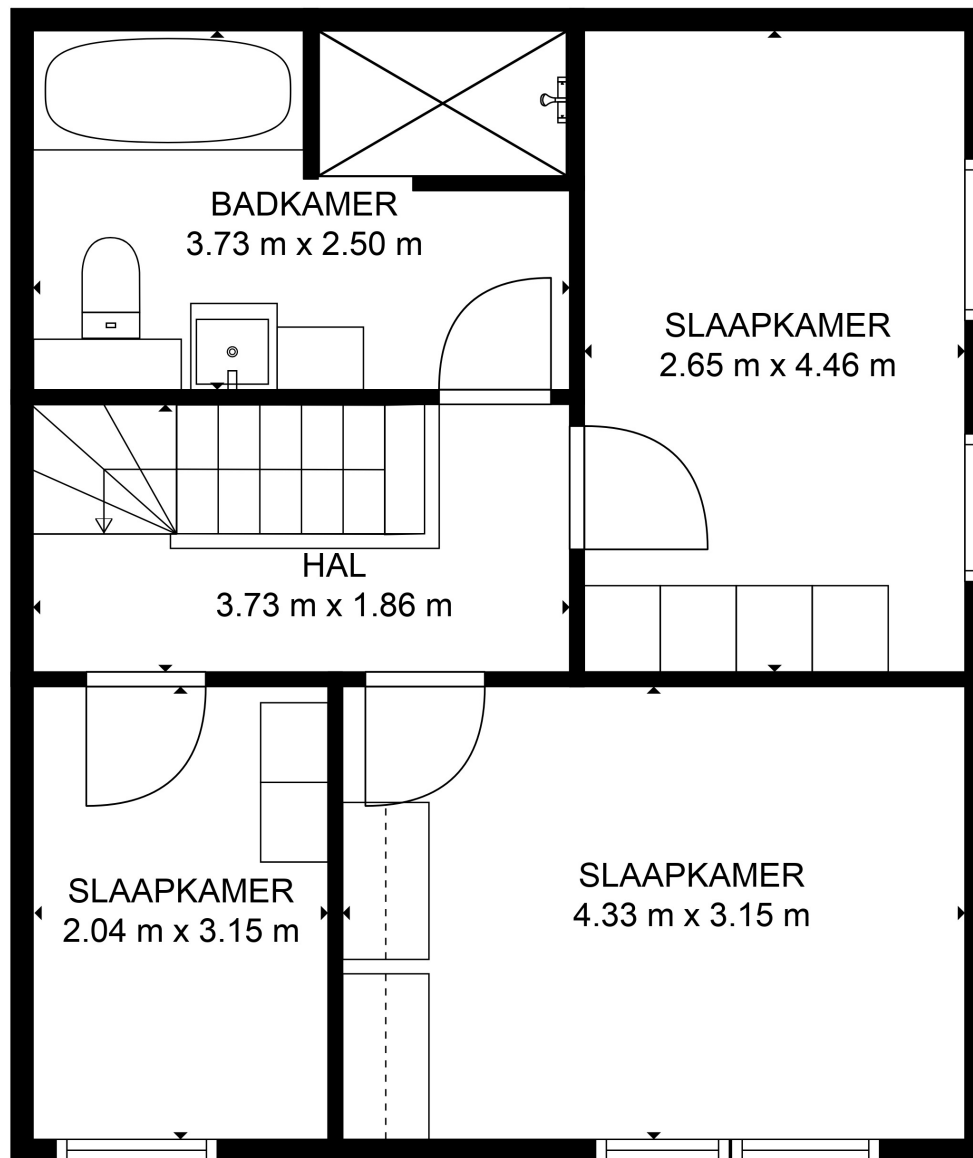 BADKAMER
3.73 m x 2.50 m
SLAAPKAMER
2.65 m x 4.46 m
HAL
3.73 m x 1.86 m
SLAAPKAMER
2.04 m x 3.15 m
SLAAPKAMER
4.33 m x 3.15 m